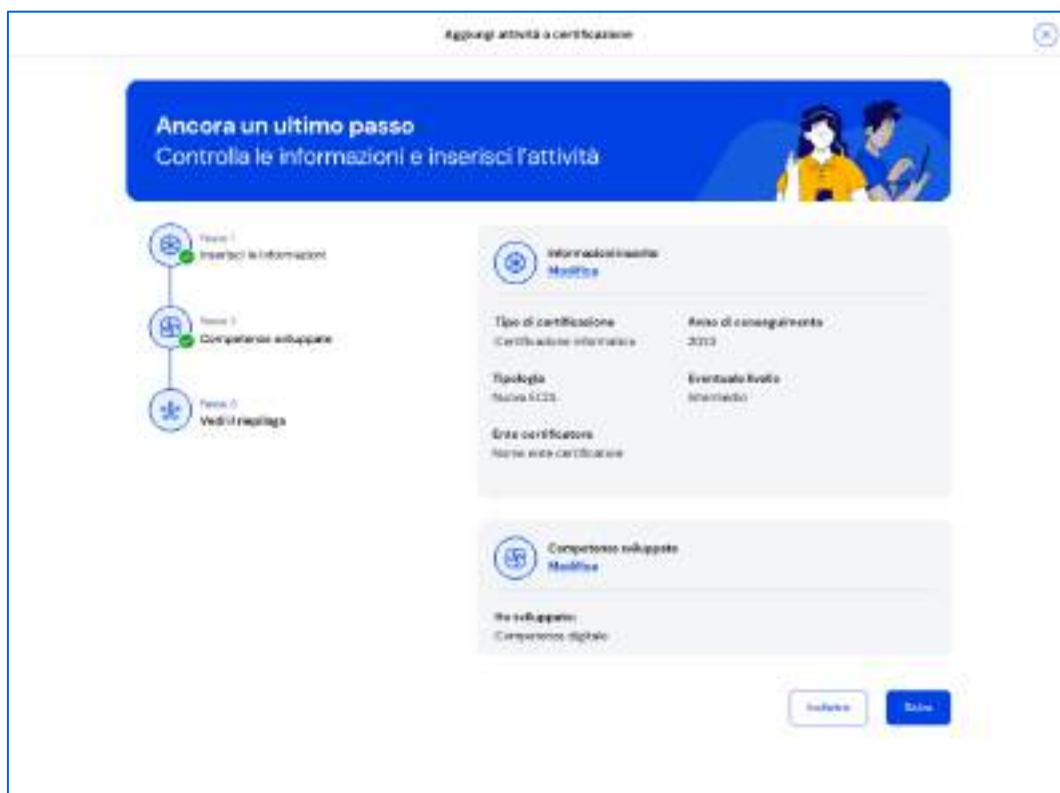 Aggiungi attività o certificazione
Ancora un ultimo passo
Controlla le informazioni e inserisci l'attività
Passo 1
Inserisci le informazioni
Passo 2
Competenze sviluppate
Passo 3
Vedi il riepilogo
Informazioni inserite
Modifica
Tipo di certificazione
Anno di conseguimento
Certificazione informatica
Tipologia
Eventuale livello
Nuova ECDL
Intermedio
Ente certificatore
Nome ente certificatore
Competenze sviluppate
Modifica
Ho sviluppato:
Competenza digitale
Indietro
Salva